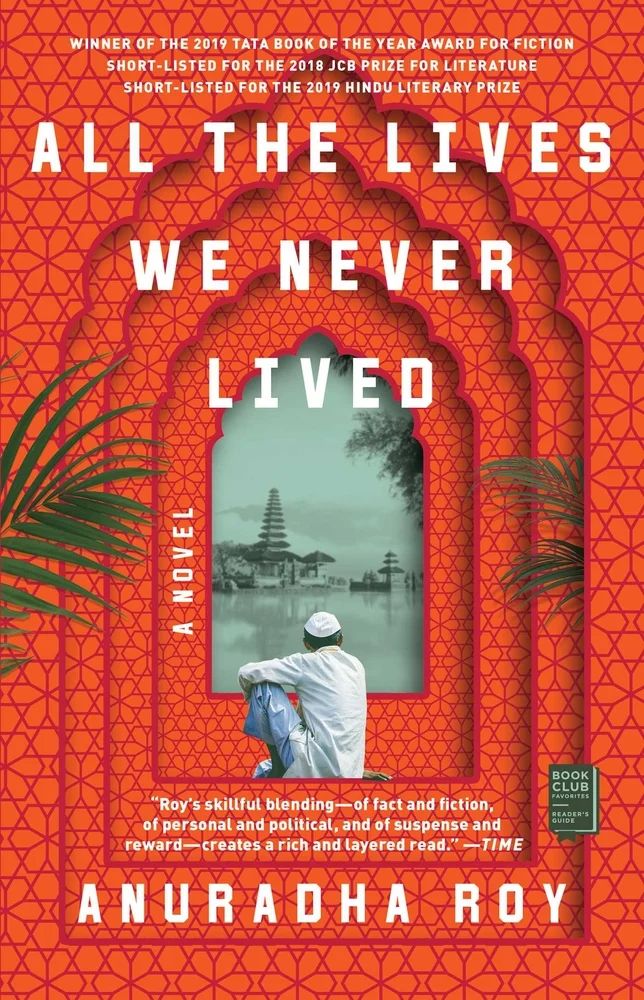 WINNER OF THE 2019 TATA BOOK OF THE YEAR AWARD FOR FICTION
SHORT-LISTED FOR THE 2018 JCB PRIZE FOR LITERATURE
SHORT-LISTED FOR THE 2019 HINDU LITERARY PRIZE
ALL THE LIVES
WE NEVER
LIVED
A NOVEL
BOOK
CLUB
FAVORITES
READER'S
GUIDE
“Roy’s skillful blending—of fact and fiction,
of personal and political, and of suspense and
reward—creates a rich and layered read.” —TIME
ANURADHA ROY